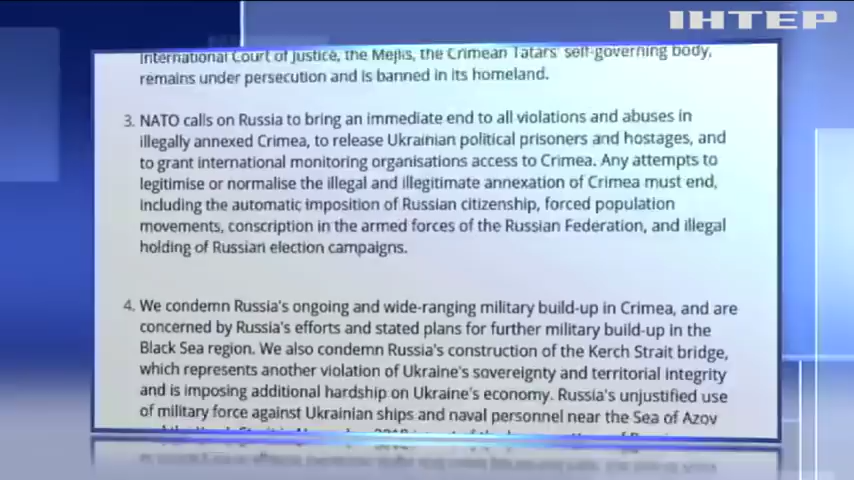 ІНТЕР
International Court of Justice, the Mejlis, the Crimean Tatars' self-governing body,
remains under persecution and is banned in its homeland.
3. NATO calls on Russia to bring an immediate end to all violations and abuses in
illegally annexed Crimea, to release Ukrainian political prisoners and hostages, and
to grant international monitoring organisations access to Crimea. Any attempts to
legitimise or normalise the illegal and illegitimate annexation of Crimea must end,
including the automatic imposition of Russian citizenship, forced population
movements, conscription in the armed forces of the Russian Federation, and illegal
holding of Russian election campaigns.
4. We condemn Russia's ongoing and wide-ranging military build-up in Crimea, and are
concerned by Russia's efforts and stated plans for further military build-up in the
Black Sea region. We also condemn Russia's construction of the Kerch Strait bridge,
which represents another violation of Ukraine's sovereignty and territorial integrity
and is imposing additional hardship on Ukraine's economy. Russia's unjustified use
of military force against Ukrainian ships and naval personnel near the Sea of Azov